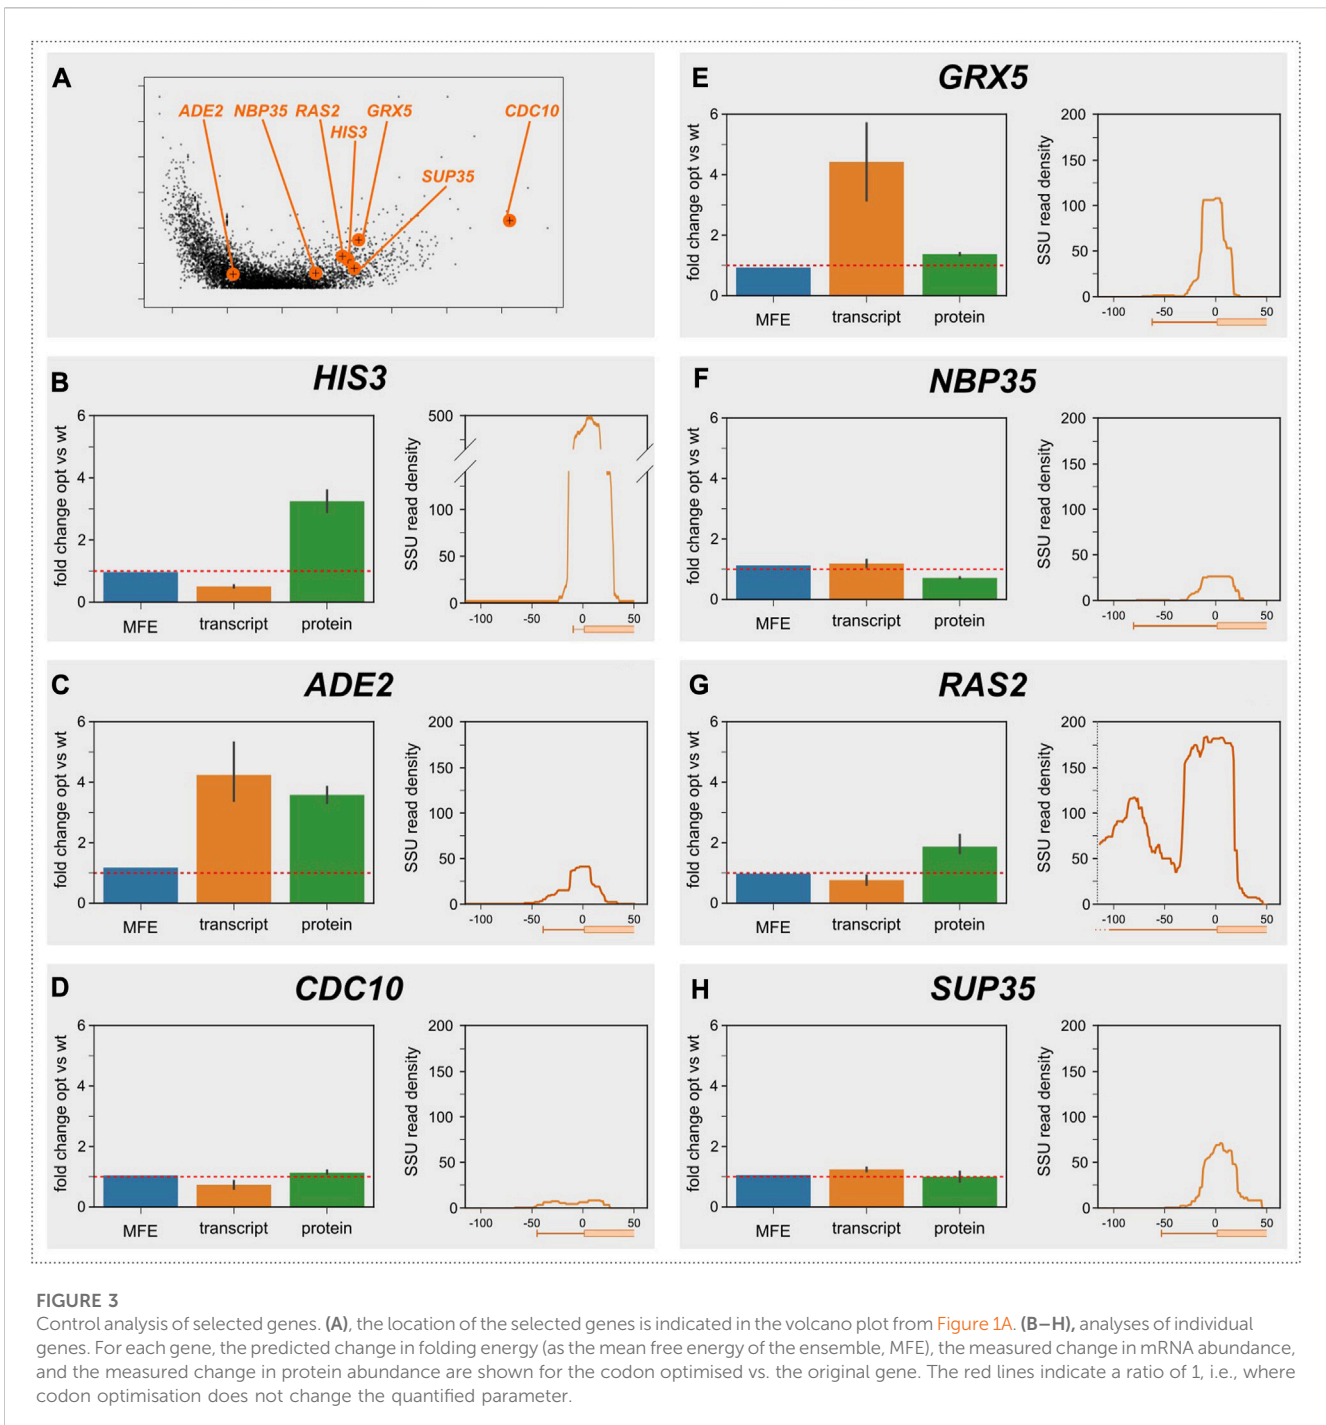 A
ADE2 NBP35 RAS2 GRX5 CDC10
HIS3
SUP35
B
HIS3
fold change opt vs wt
6
4
2
0
MFE transcript protein
SSU read density
500
100
50
0
-100 -50 0 50
C
ADE2
fold change opt vs wt
6
4
2
0
MFE transcript protein
SSU read density
200
150
100
50
0
-100 -50 0 50
D
CDC10
fold change opt vs wt
6
4
2
0
MFE transcript protein
SSU read density
200
150
100
50
0
-100 -50 0 50
E
GRX5
fold change opt vs wt
6
4
2
0
MFE transcript protein
SSU read density
200
150
100
50
0
-100 -50 0 50
F
NBP35
fold change opt vs wt
6
4
2
0
MFE transcript protein
SSU read density
200
150
100
50
0
-100 -50 0 50
G
RAS2
fold change opt vs wt
6
4
2
0
MFE transcript protein
SSU read density
200
150
100
50
0
-100 -50 0 50
H
SUP35
fold change opt vs wt
6
4
2
0
MFE transcript protein
SSU read density
200
150
100
50
0
-100 -50 0 50
FIGURE 3
Control analysis of selected genes. (A), the location of the selected genes is indicated in the volcano plot from Figure 1A. (B–H), analyses of individual
genes. For each gene, the predicted change in folding energy (as the mean free energy of the ensemble, MFE), the measured change in mRNA abundance,
and the measured change in protein abundance are shown for the codon optimised vs. the original gene. The red lines indicate a ratio of 1, i.e., where
codon optimisation does not change the quantified parameter.